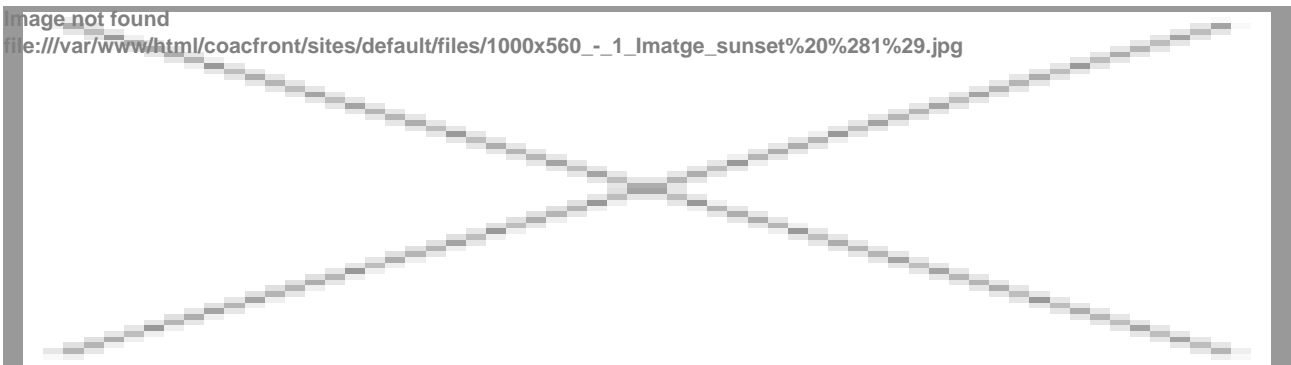 Image not found
file:///var/www/html/coacfront/sites/default/files/1000x560_-_1_Imatge_sunset%20%281%29.jpg